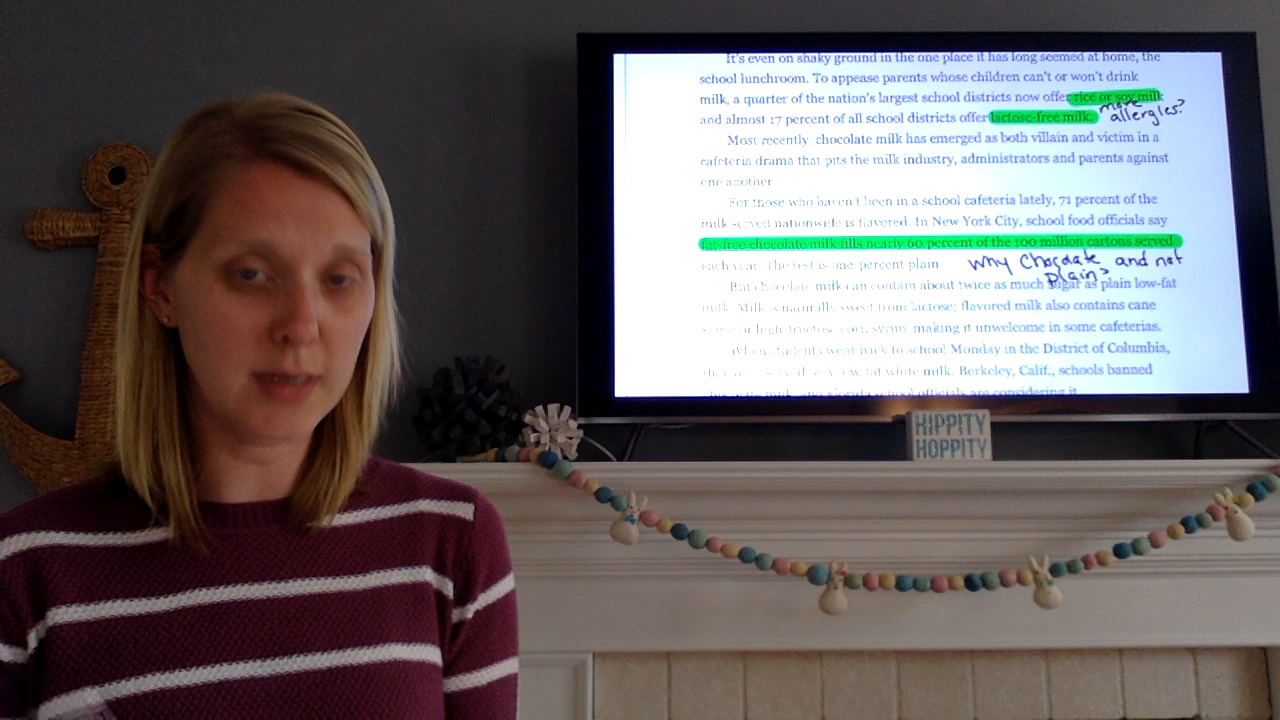 It's even on shaky ground in the one place it has long seemed at home, the
school lunchroom. To appease parents whose children can't or won't drink
milk, a quarter of the nation's largest school districts now offer rice or soy milk
and almost 17 percent of all school districts offer lactose-free milk.
more
allergies?
Most recently, chocolate milk has emerged as both villain and victim in a
cafeteria drama that pits the milk industry, administrators and parents against
one another
For those who haven't been in a school cafeteria lately, 71 percent of the
milk served nationwide is flavored. In New York City, school food officials say
fat-free chocolate milk fills nearly 60 percent of the 100 million cartons served
each year. The rest is one percent plain.
Why Chocolate and not
Plain?
But chocolate milk can contain about twice as much sugar as plain low-fat
milk. Milk is naturally sweet from lactose; flavored milk also contains cane
sugar or high fructose corn syrup, making it unwelcome in some cafeterias.
When students went back to school Monday in the District of Columbia,
low fat white milk. Berkeley, Calif., schools banned
school officials are considering it
HIPPITY
HOPPITY